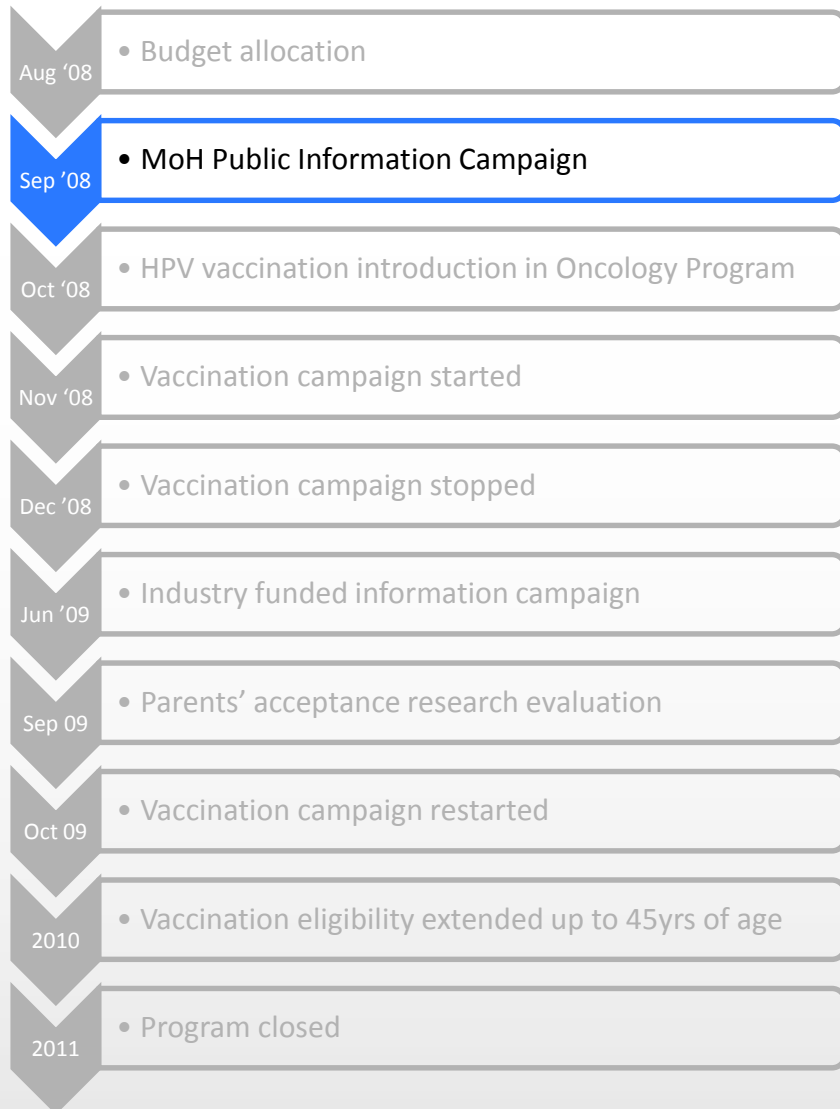 Aug ‘08
• Budget allocation
Sep ’08
• MoH Public Information Campaign
Oct ‘08
• HPV vaccination introduction in Oncology Program
Nov ‘08
• Vaccination campaign started
Dec ’08
• Vaccination campaign stopped
Jun ’09
• Industry funded information campaign
Sep 09
• Parents’ acceptance research evaluation
Oct 09
• Vaccination campaign restarted
2010
• Vaccination eligibility extended up to 45yrs of age
2011
• Program closed